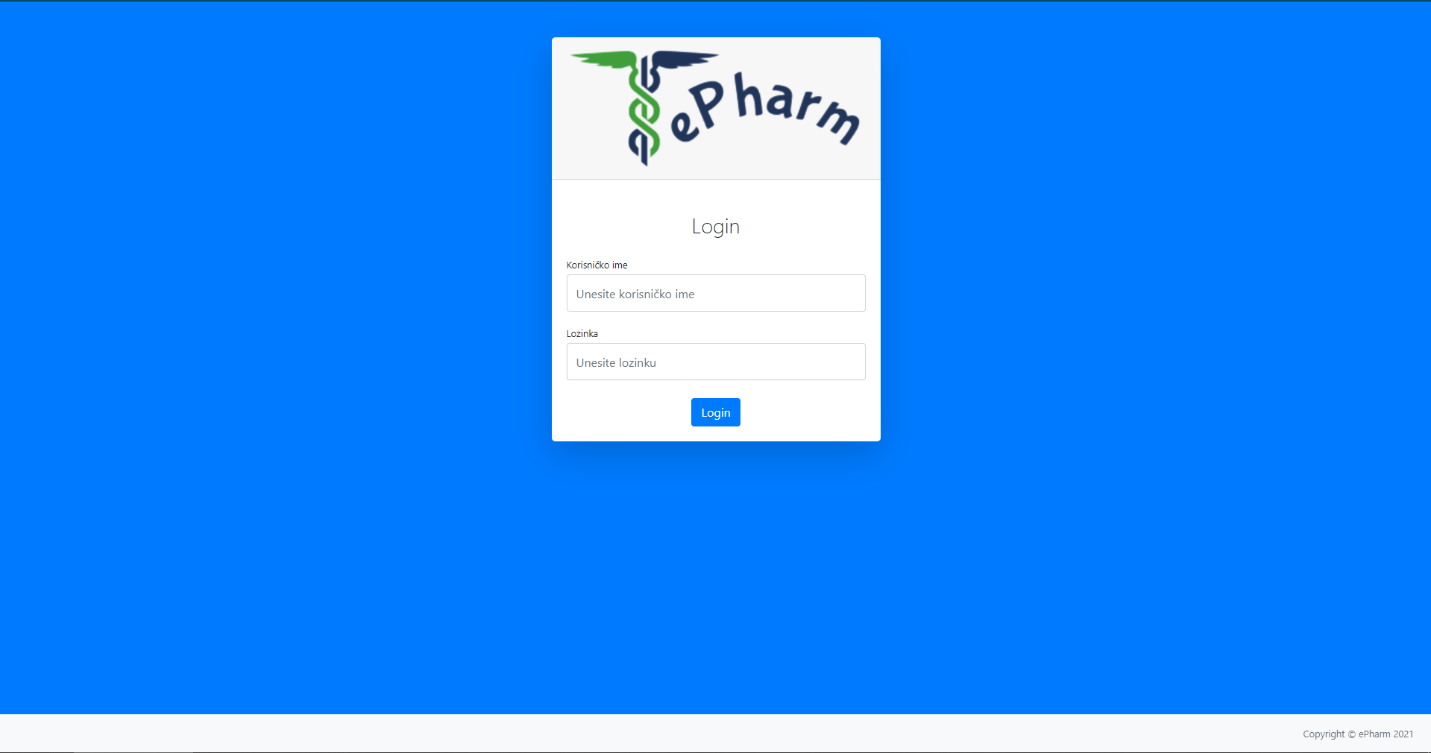 ePharm
Login
Korisničko ime
Unesite korisničko ime
Lozinka
Unesite lozinku
Login
Copyright © ePharm 2021